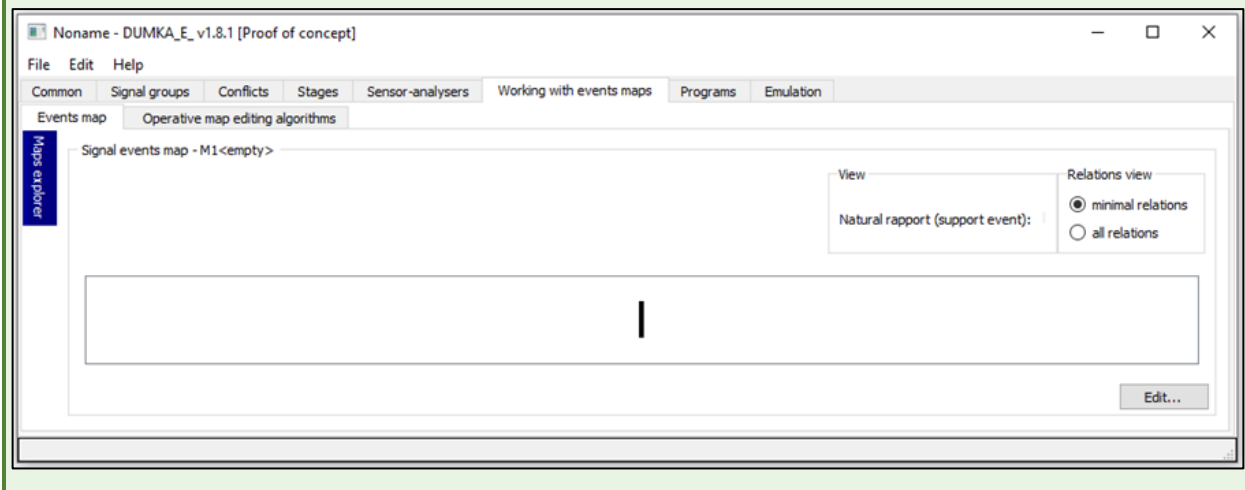 Noname - DUMKA_E_ v1.8.1 [Proof of concept]
File Edit Help
Common Signal groups Conflicts Stages Sensor-analysers Working with events maps Programs Emulation
Events map Operative map editing algorithms
Maps explorer
Signal events map - M1<empty>
View
Natural rapport (support event):
Relations view
minimal relations
all relations
Edit...